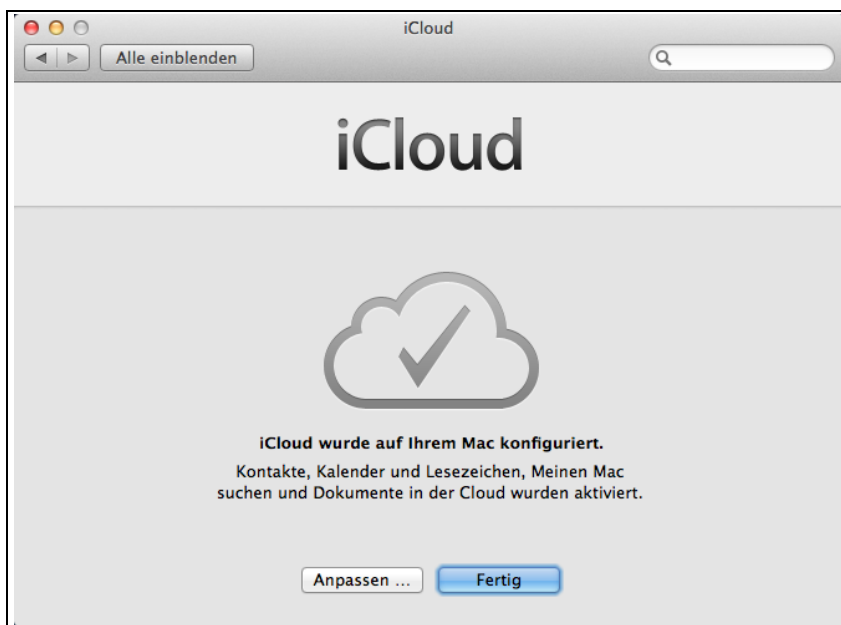 iCloud
Alle einblenden
iCloud
iCloud wurde auf Ihrem Mac konfiguriert.
Kontakte, Kalender und Lesezeichen, Meinen Mac
suchen und Dokumente in der Cloud wurden aktiviert.
Anpassen ... Fertig